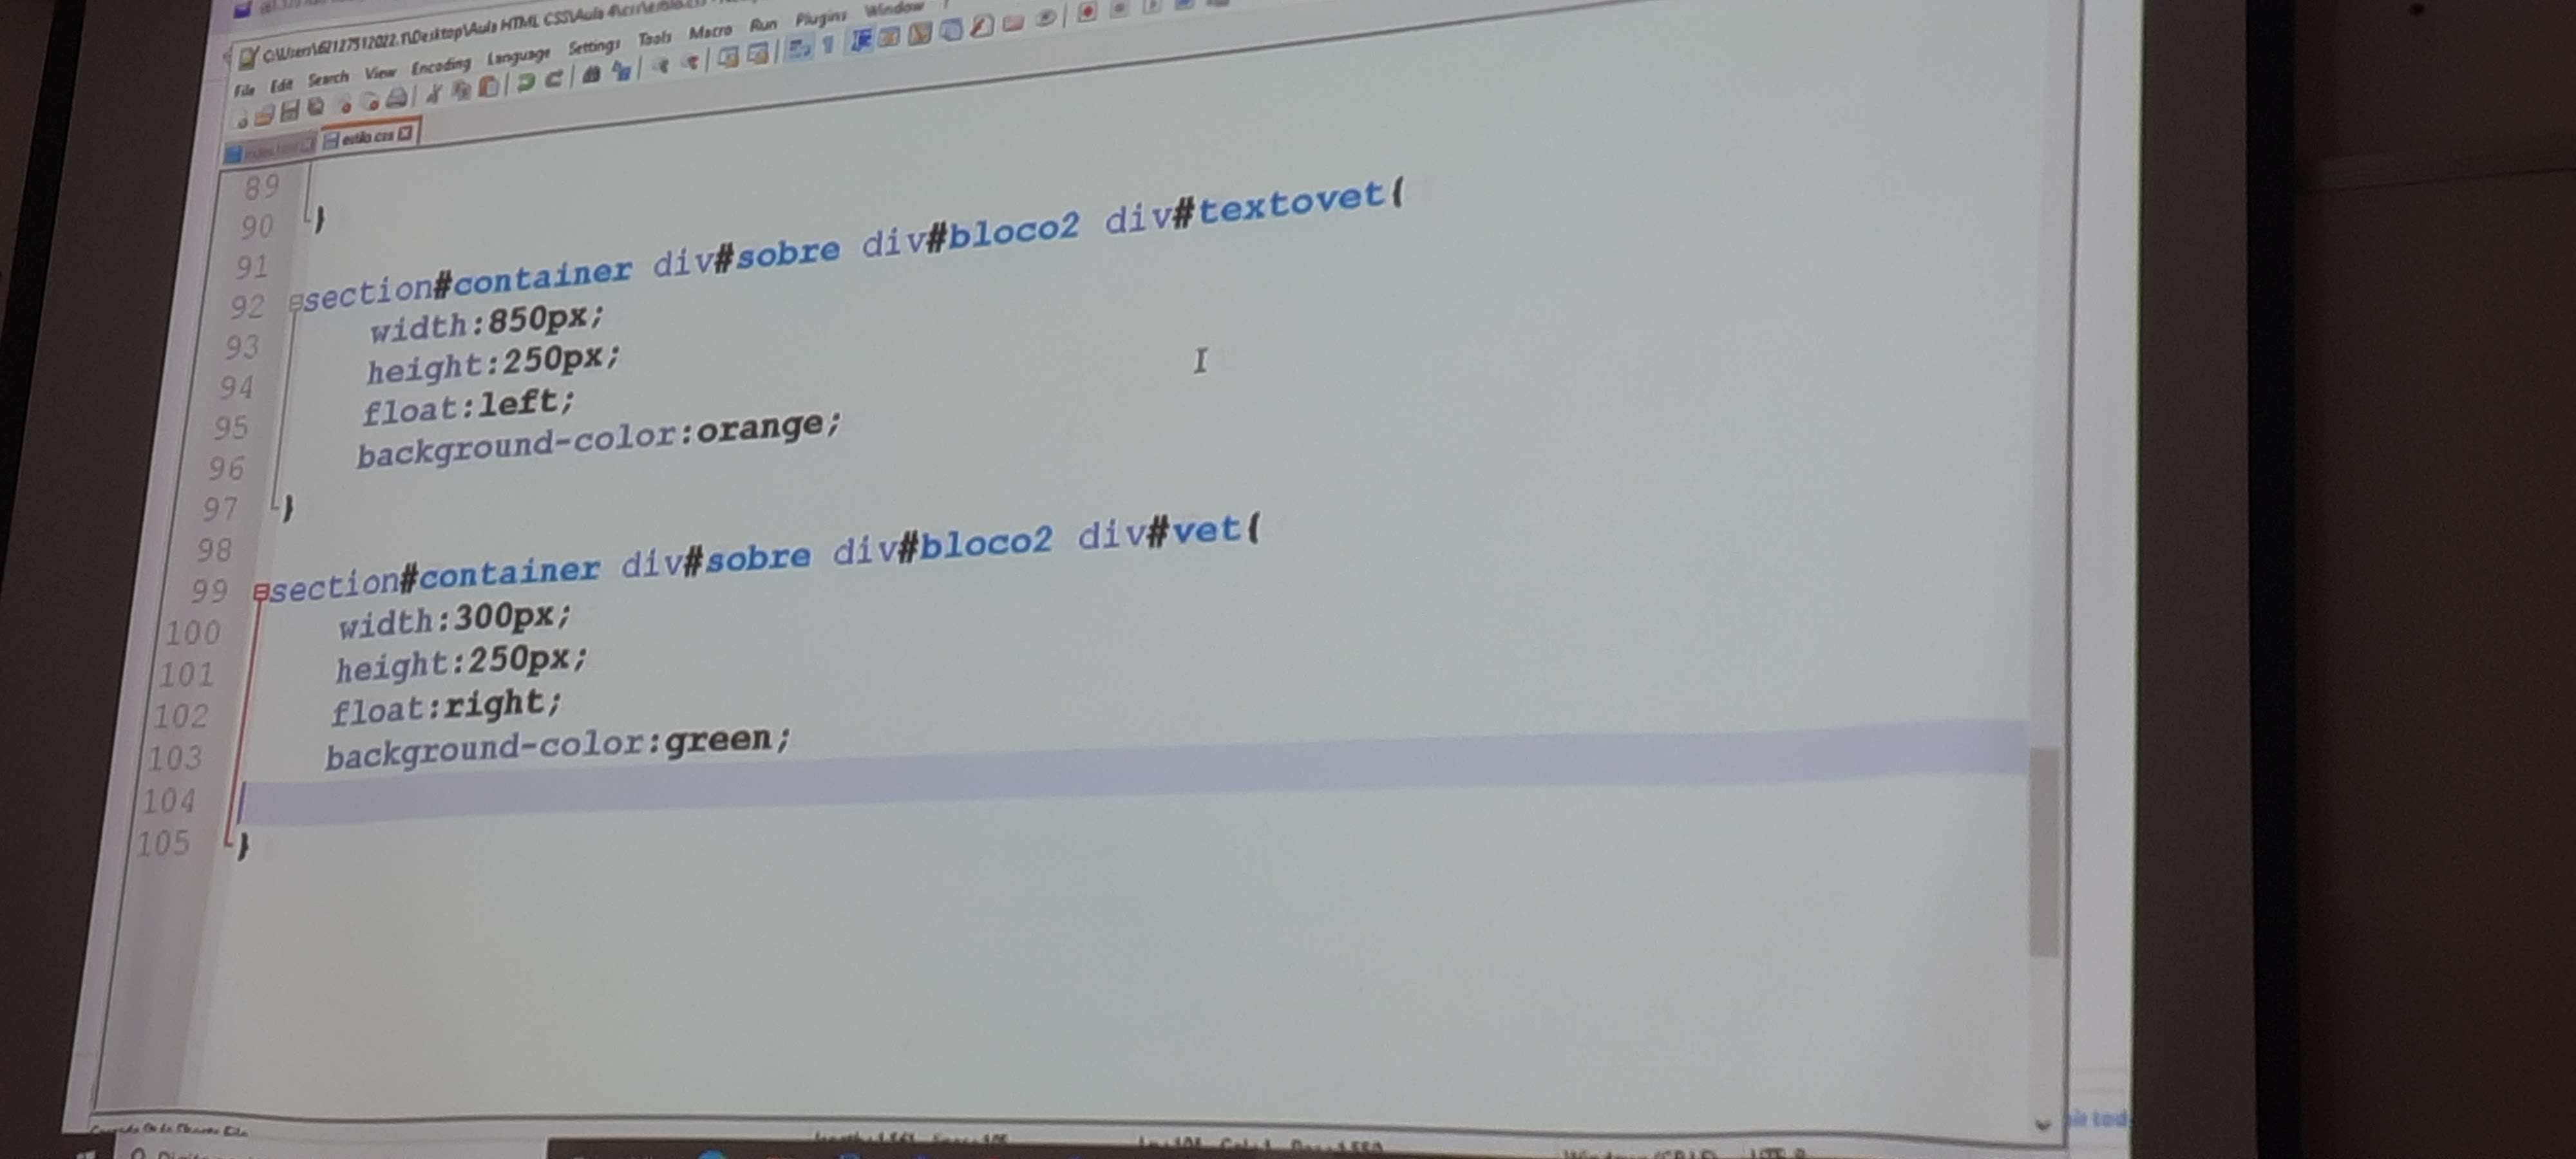 C:\Users\62127512022.1\Desktop\Aula HTML CSS\Aula 4\css\estilo.css
File Edit Search View Encoding Language Settings Tools Macro Run Plugins Window
index.html estilo.css
89
90 }
91
92 section#container div#sobre div#bloco2 div#textovet{
93 width:850px;
94 height:250px;
95 float:left;
96 background-color:orange;
97 }
98
99 section#container div#sobre div#bloco2 div#vet{
100 width:300px;
101 height:250px;
102 float:right;
103 background-color:green;
104
105 }